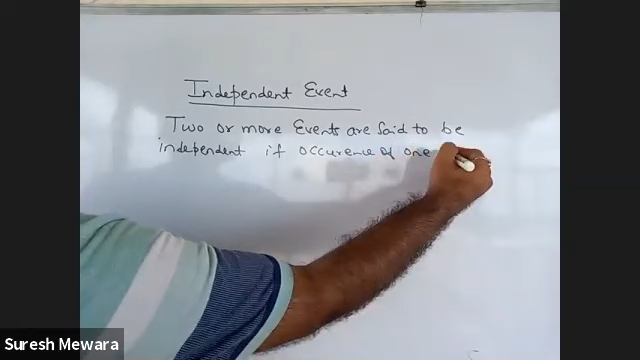 Independent Event
Two or more Events are said to be
independent if occurence of one
Suresh Mewara